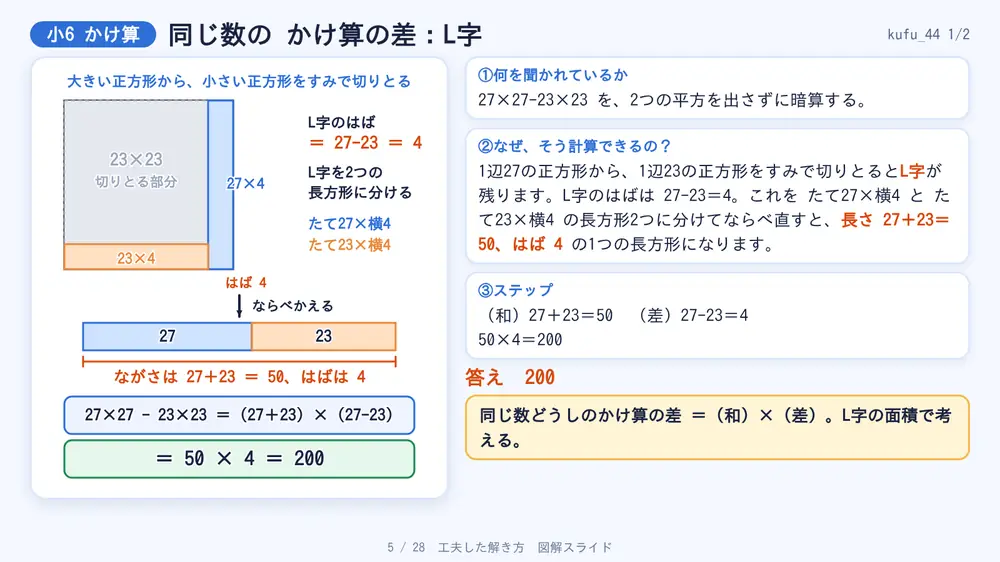 小6 かけ算
同じ数の かけ算の差：L字
kufu_44 1/2
大きい正方形から、小さい正方形をすみで切りとる
23×23
切りとる部分
27×4
23×4
はば 4
L字のはば
＝ 27−23 ＝ 4
L字を2つの
長方形に分ける
たて27×横4
たて23×横4
ならべかえる
27
23
ながさは 27＋23 ＝ 50、はばは 4
27×27 − 23×23 ＝（27＋23）×（27−23）
＝ 50 × 4 ＝ 200
①何を聞かれているか
27×27−23×23 を、2つの平方を出さずに暗算する。
②なぜ、そう計算できるの？
1辺27の正方形から、1辺23の正方形をすみで切りとるとL字が
残ります。L字のはばは 27−23＝4。これを たて27×横4 と た
て23×横4 の長方形2つに分けてならべ直すと、長さ 27＋23＝
50、はば 4 の1つの長方形になります。
③ステップ
（和）27＋23＝50　（差）27−23＝4
50×4＝200
答え　200
同じ数どうしのかけ算の差 ＝（和）×（差）。L字の面積で考
える。
5 / 28　工夫した解き方　図解スライド